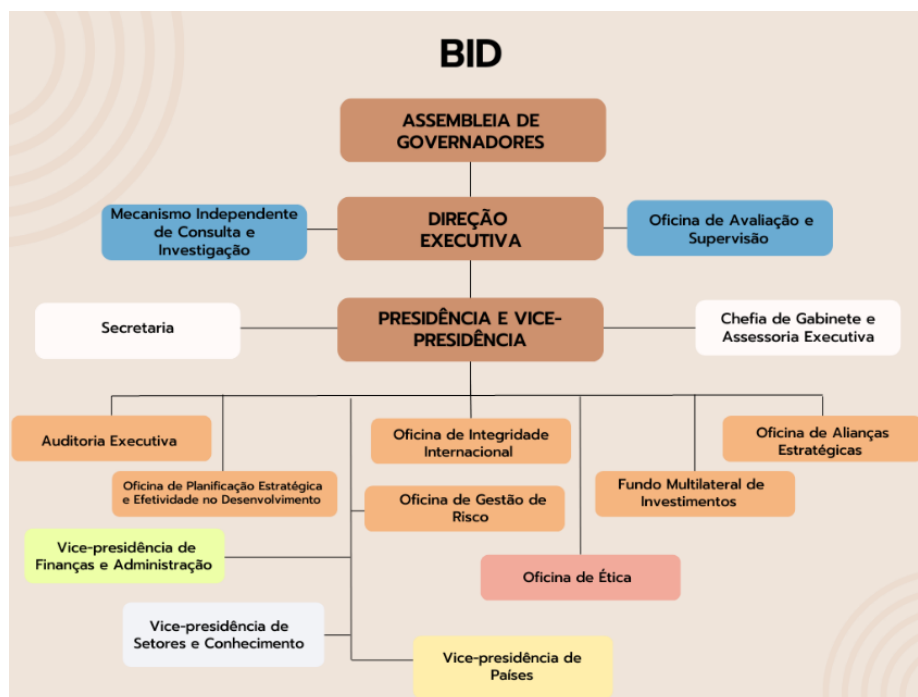 BID
ASSEMBLEIA DE
GOVERNADORES
Mecanismo Independente
de Consulta e
Investigação
DIREÇÃO
EXECUTIVA
Oficina de Avaliação e
Supervisão
Secretaria
PRESIDÊNCIA E VICE-
PRESIDÊNCIA
Chefia de Gabinete e
Assessoria Executiva
Auditoria Executiva
Oficina de Integridade
Internacional
Oficina de Alianças
Estratégicas
Oficina de Planificação Estratégica
e Efetividade no Desenvolvimento
Oficina de Gestão de
Risco
Fundo Multilateral de
Investimentos
Vice-presidência de
Finanças e Administração
Oficina de Ética
Vice-presidência de
Setores e Conhecimento
Vice-presidência de
Países